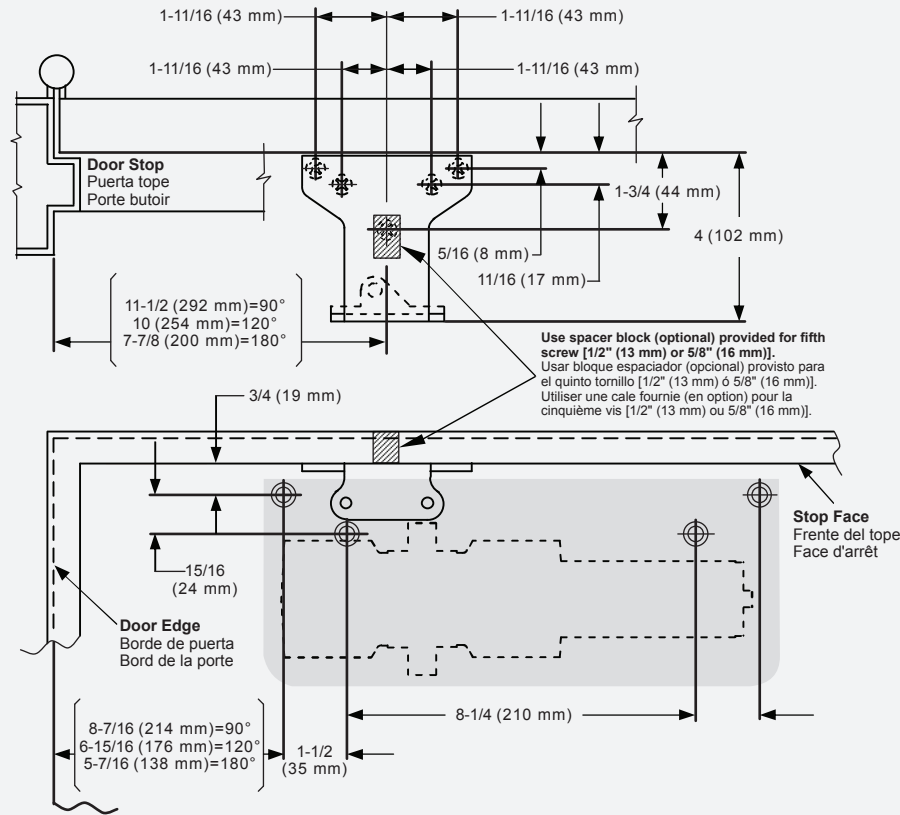 1-11/16 (43 mm)
1-11/16 (43 mm)
1-11/16 (43 mm)
1-11/16 (43 mm)
Door Stop
Puerta tope
Porte butoir
1-3/4 (44 mm)
4 (102 mm)
5/16 (8 mm)
11/16 (17 mm)
11-1/2 (292 mm)=90°
10 (254 mm)=120°
7-7/8 (200 mm)=180°
Use spacer block (optional) provided for fifth
screw [1/2" (13 mm) or 5/8" (16 mm)].
Usar bloque espaciador (opcional) provisto para
el quinto tornillo [1/2" (13 mm) ó 5/8" (16 mm)].
Utiliser une cale fournie (en option) pour la
cinquième vis [1/2" (13 mm) ou 5/8" (16 mm)].
3/4 (19 mm)
Stop Face
Frente del tope
Face d'arrêt
15/16
(24 mm)
Door Edge
Borde de puerta
Bord de la porte
8-7/16 (214 mm)=90°
6-15/16 (176 mm)=120°
5-7/16 (138 mm)=180°
1-1/2
(35 mm)
8-1/4 (210 mm)